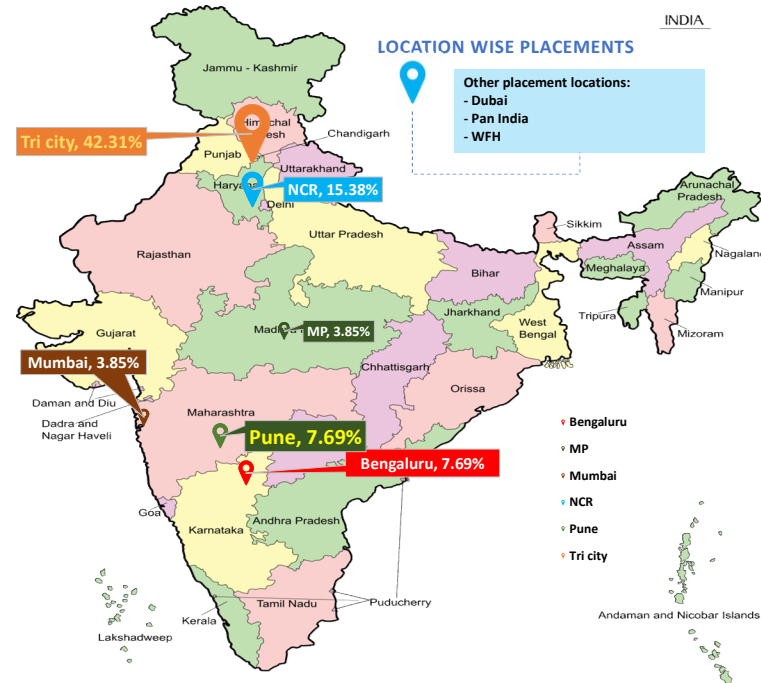 INDIA
LOCATION WISE PLACEMENTS
Other placement locations:
- Dubai
- Pan India
- WFH
Jammu - Kashmir
Tri city, 42.31%
Chandigarh
Punjab
Uttarakhand
NCR, 15.38%
Delhi
Arunachal
Pradesh
Sikkim
Uttar Pradesh
Assam
Nagaland
Rajasthan
Bihar
Meghalaya
Manipur
Jharkhand
Tripura
Gujarat
MP, 3.85%
West
Bengal
Mizoram
Mumbai, 3.85%
Chhattisgarh
Orissa
Daman and Diu
Maharashtra
Dadra and
Nagar Haveli
Pune, 7.69%
Bengaluru
MP
Bengaluru, 7.69%
Mumbai
Goa
NCR
Karnataka
Andhra Pradesh
Pune
Tri city
Tamil Nadu
Puducherry
Kerala
Lakshadweep
Andaman and Nicobar Islands